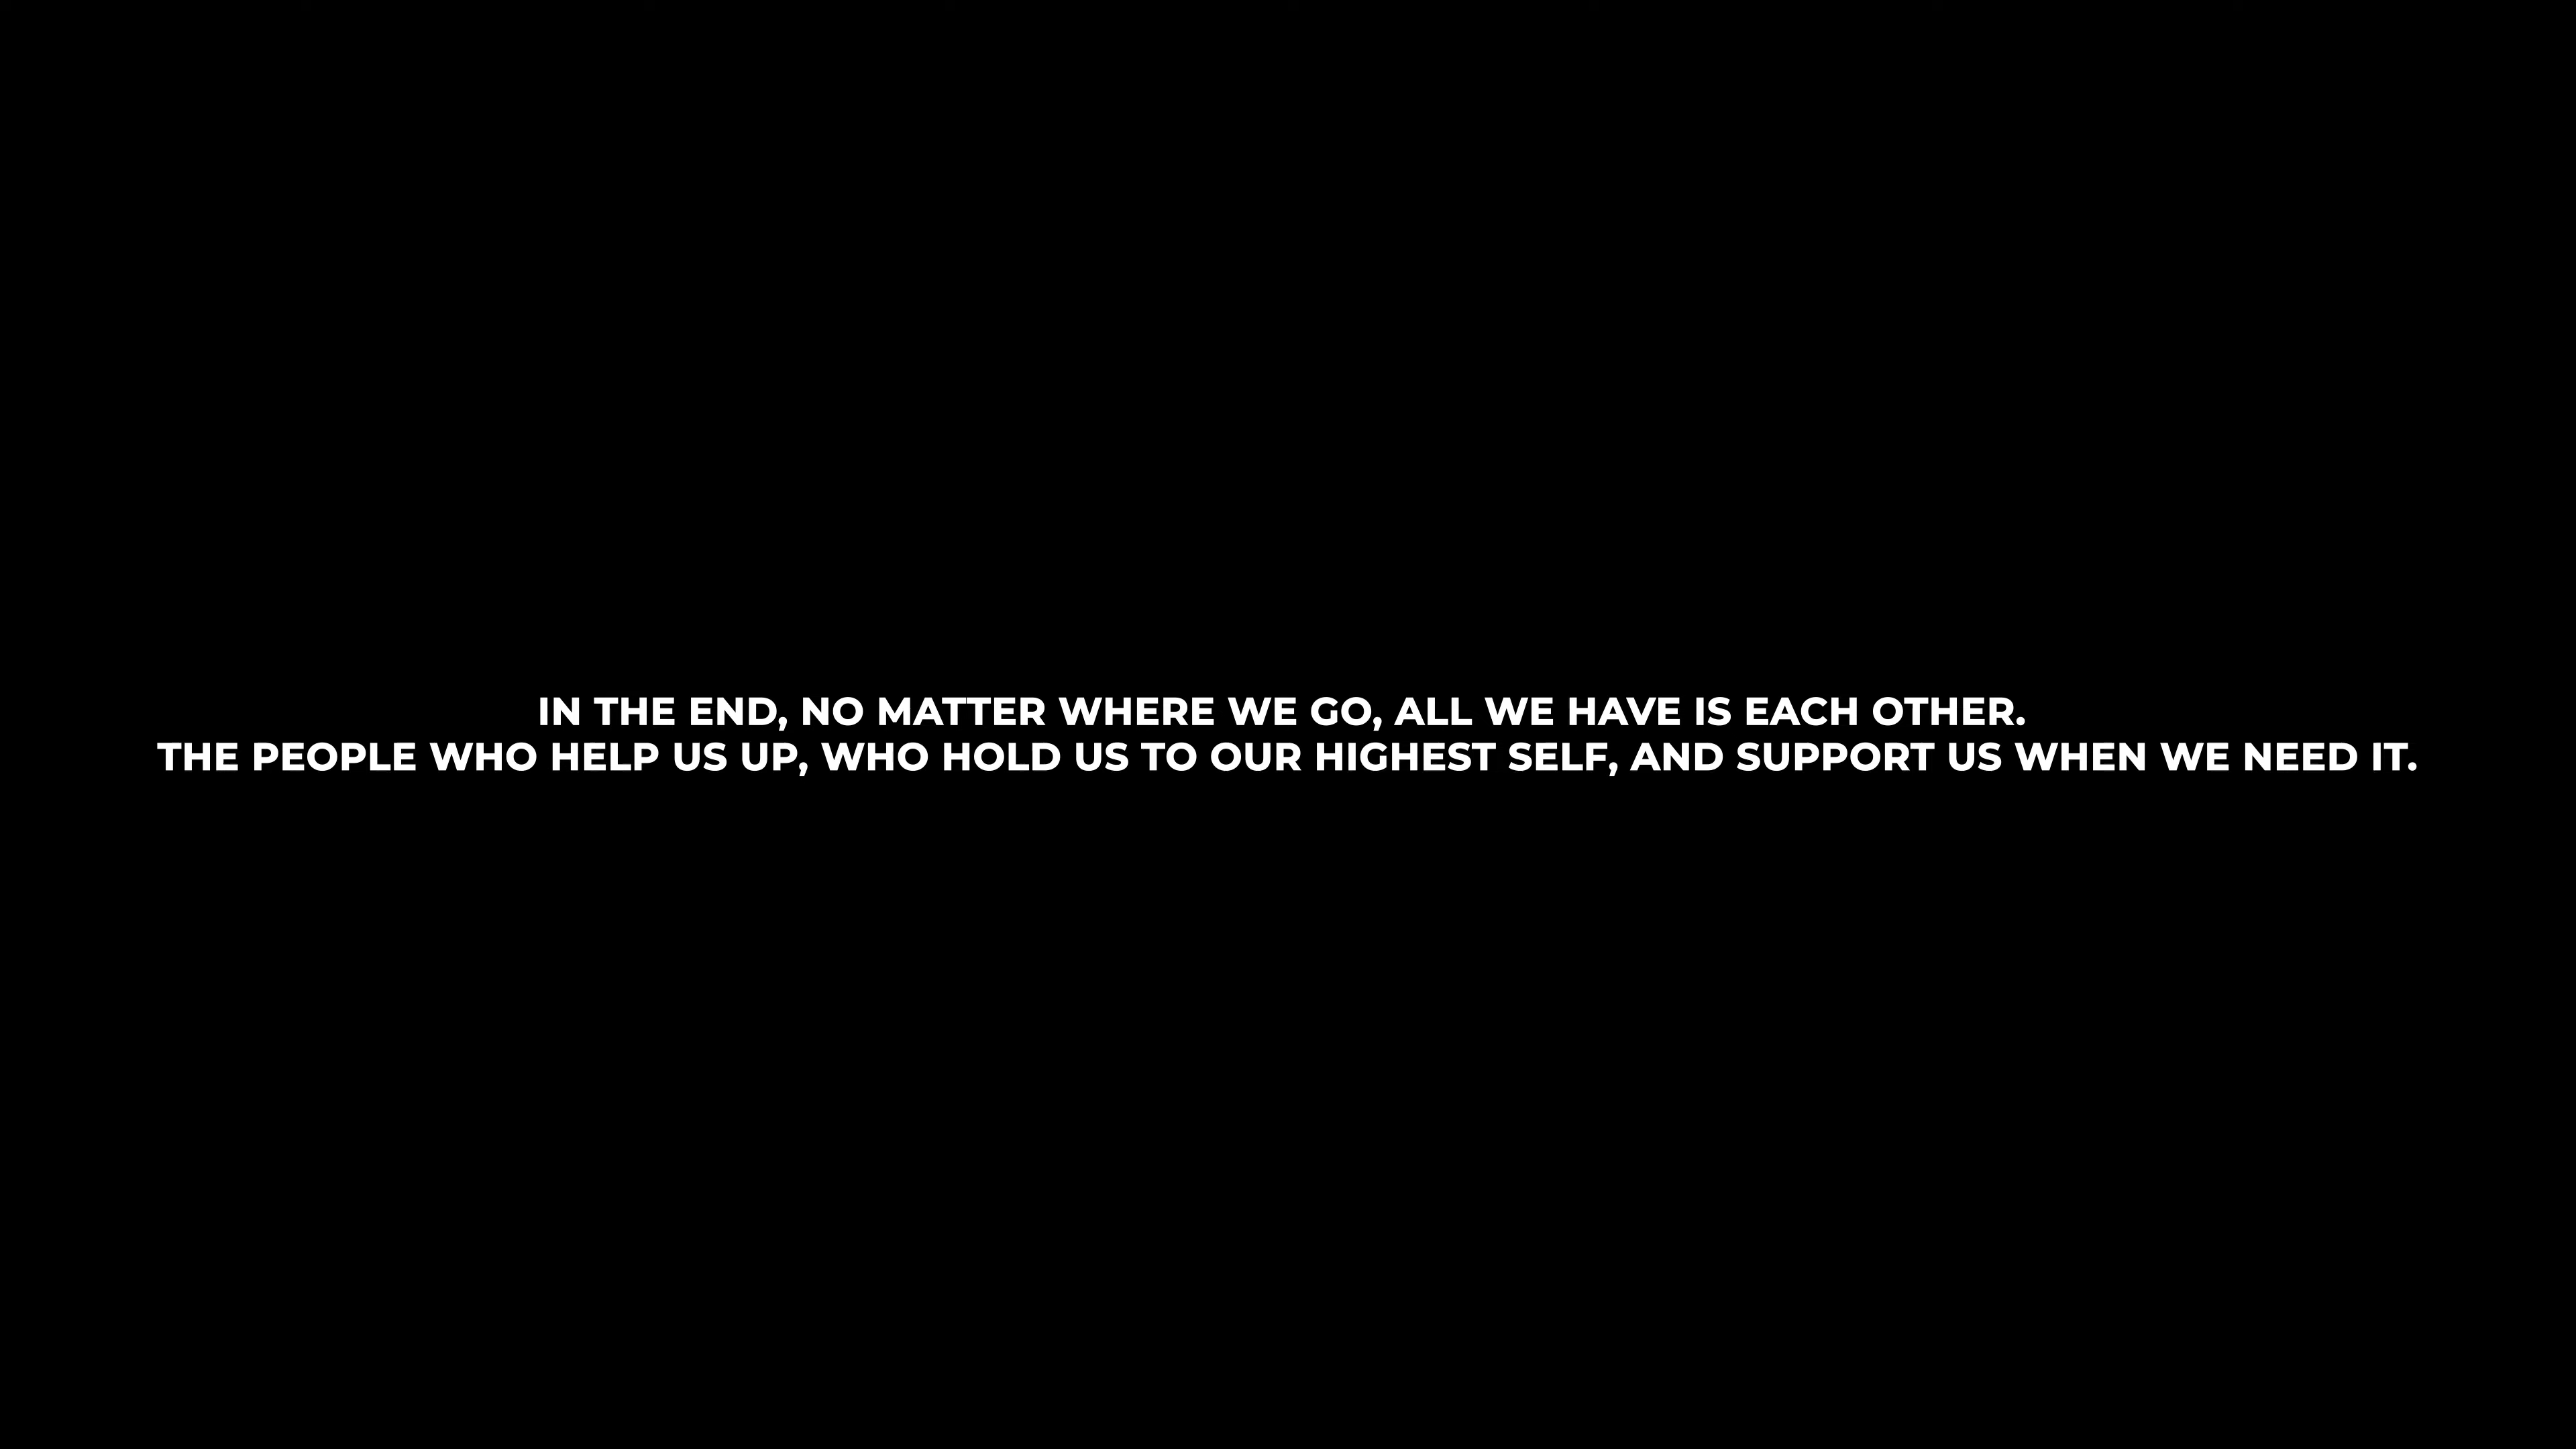 IN THE END, NO MATTER WHERE WE GO, ALL WE HAVE IS EACH OTHER.
THE PEOPLE WHO HELP US UP, WHO HOLD US TO OUR HIGHEST SELF, AND SUPPORT US WHEN WE NEED IT.